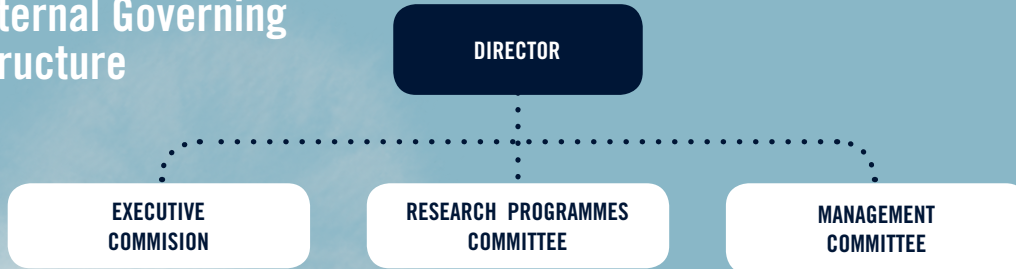 ternal Governing
ructure
DIRECTOR
EXECUTIVE
COMMISION
RESEARCH PROGRAMMES
COMMITTEE
MANAGEMENT
COMMITTEE